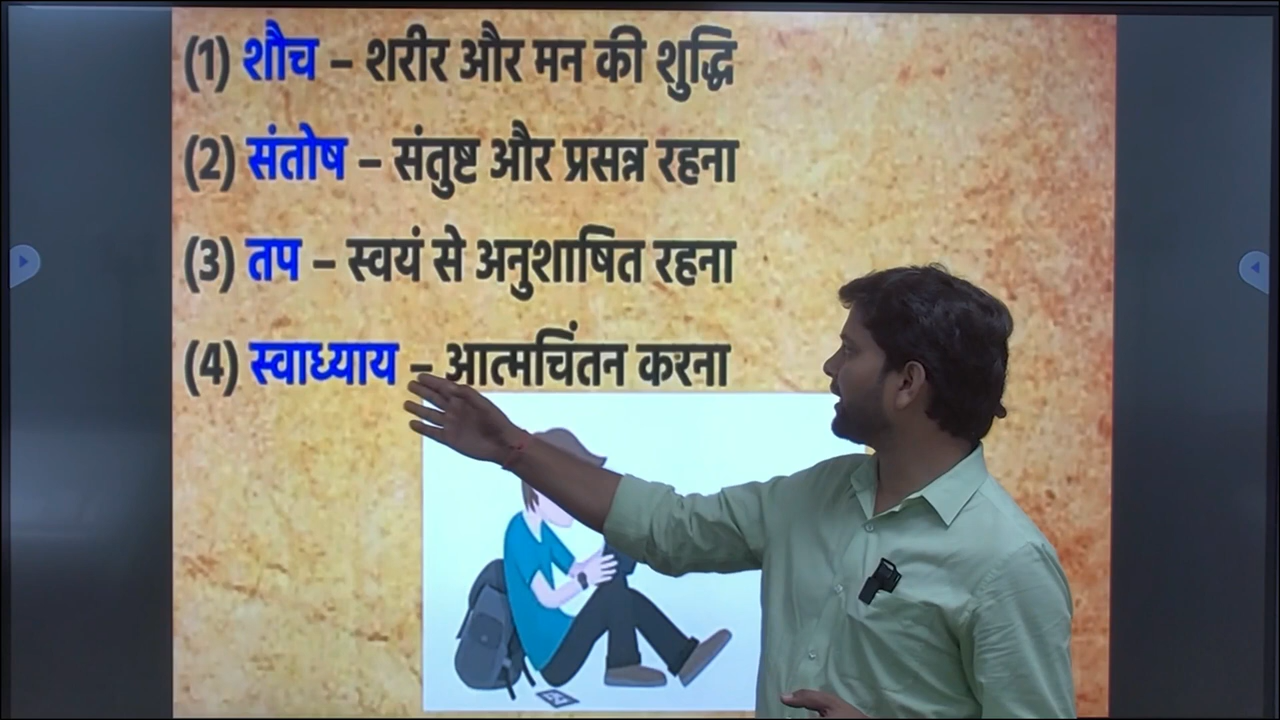 (1) शौच – शरीर और मन की शुद्धि
(2) संतोष – संतुष्ट और प्रसन्न रहना
(3) तप – स्वयं से अनुशाषित रहना
(4) स्वाध्याय – आत्मचिंतन करना